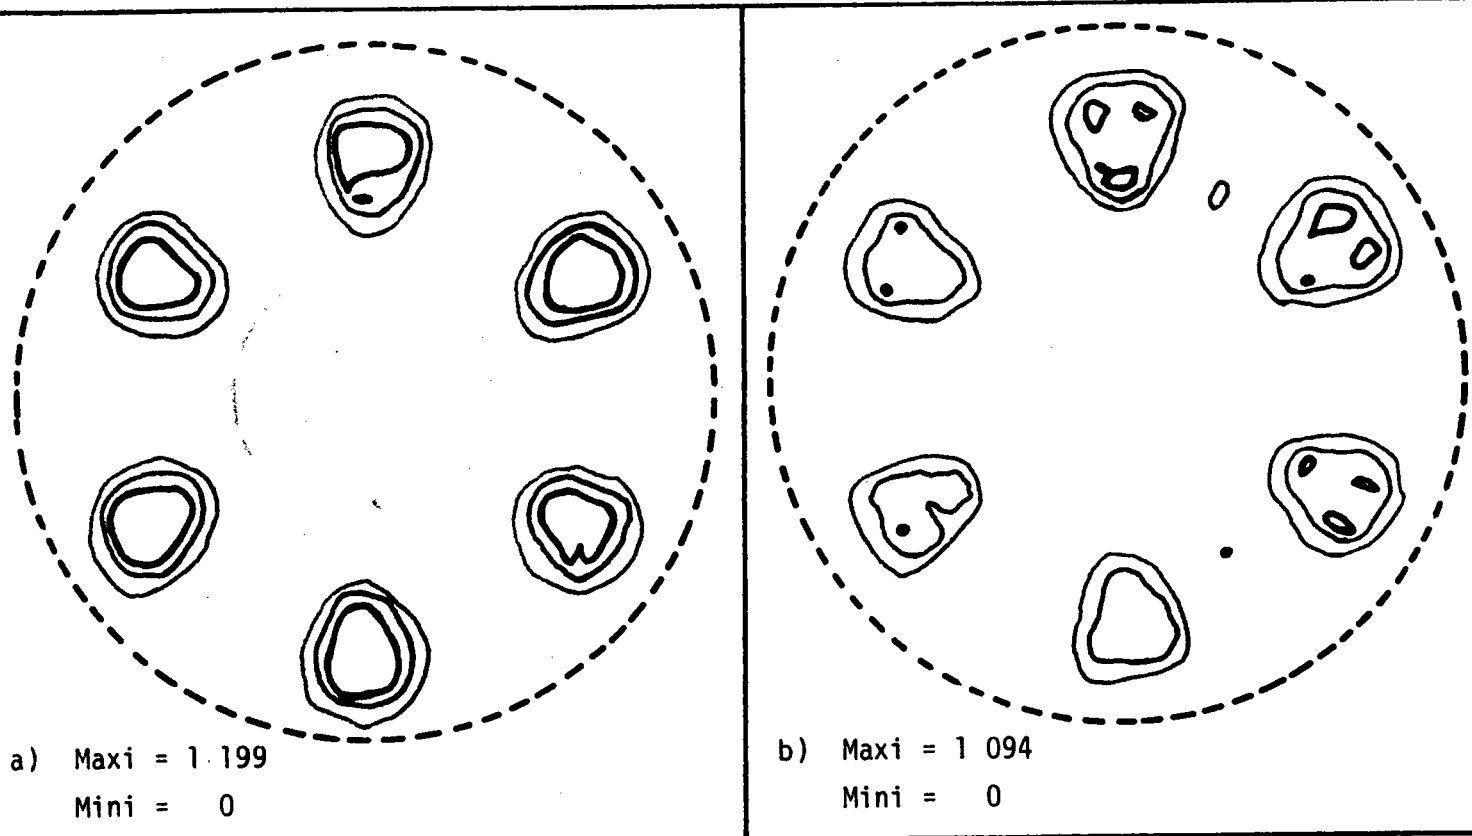 a) Maxi = 1 199
Mini = 0
b) Maxi = 1 094
Mini = 0